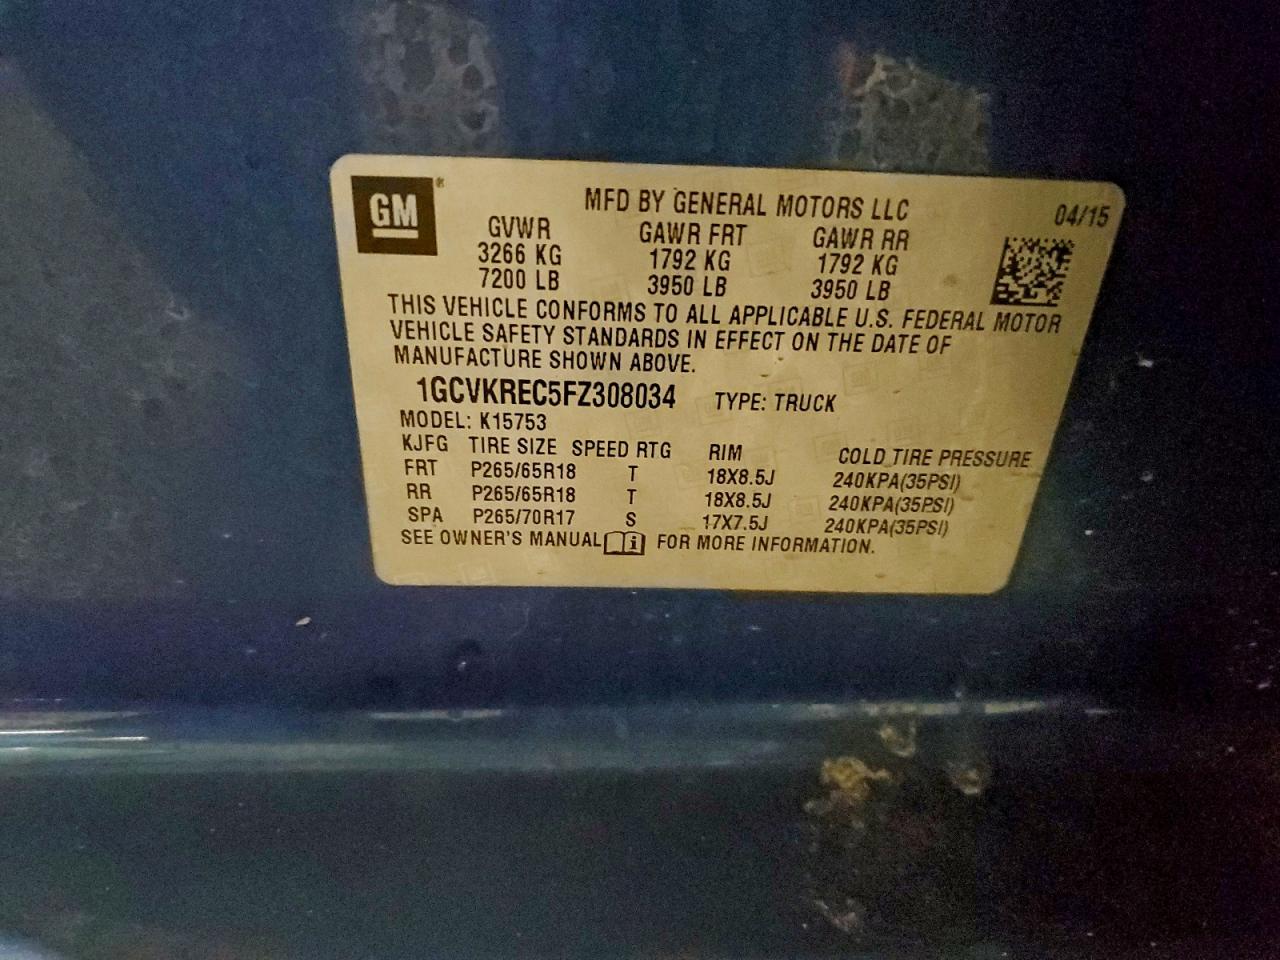 GM®
MFD BY GENERAL MOTORS LLC 04/15
GVWR GAWR FRT GAWR RR
3266 KG 1792 KG 1792 KG
7200 LB 3950 LB 3950 LB
THIS VEHICLE CONFORMS TO ALL APPLICABLE U.S. FEDERAL MOTOR
VEHICLE SAFETY STANDARDS IN EFFECT ON THE DATE OF
MANUFACTURE SHOWN ABOVE.
1GCVKREC5FZ308034 TYPE: TRUCK
MODEL: K15753
KJFG TIRE SIZE SPEED RTG RIM COLD TIRE PRESSURE
FRT P265/65R18 T 18X8.5J 240KPA(35PSI)
RR P265/65R18 T 18X8.5J 240KPA(35PSI)
SPA P265/70R17 S 17X7.5J 240KPA(35PSI)
SEE OWNER'S MANUAL FOR MORE INFORMATION.